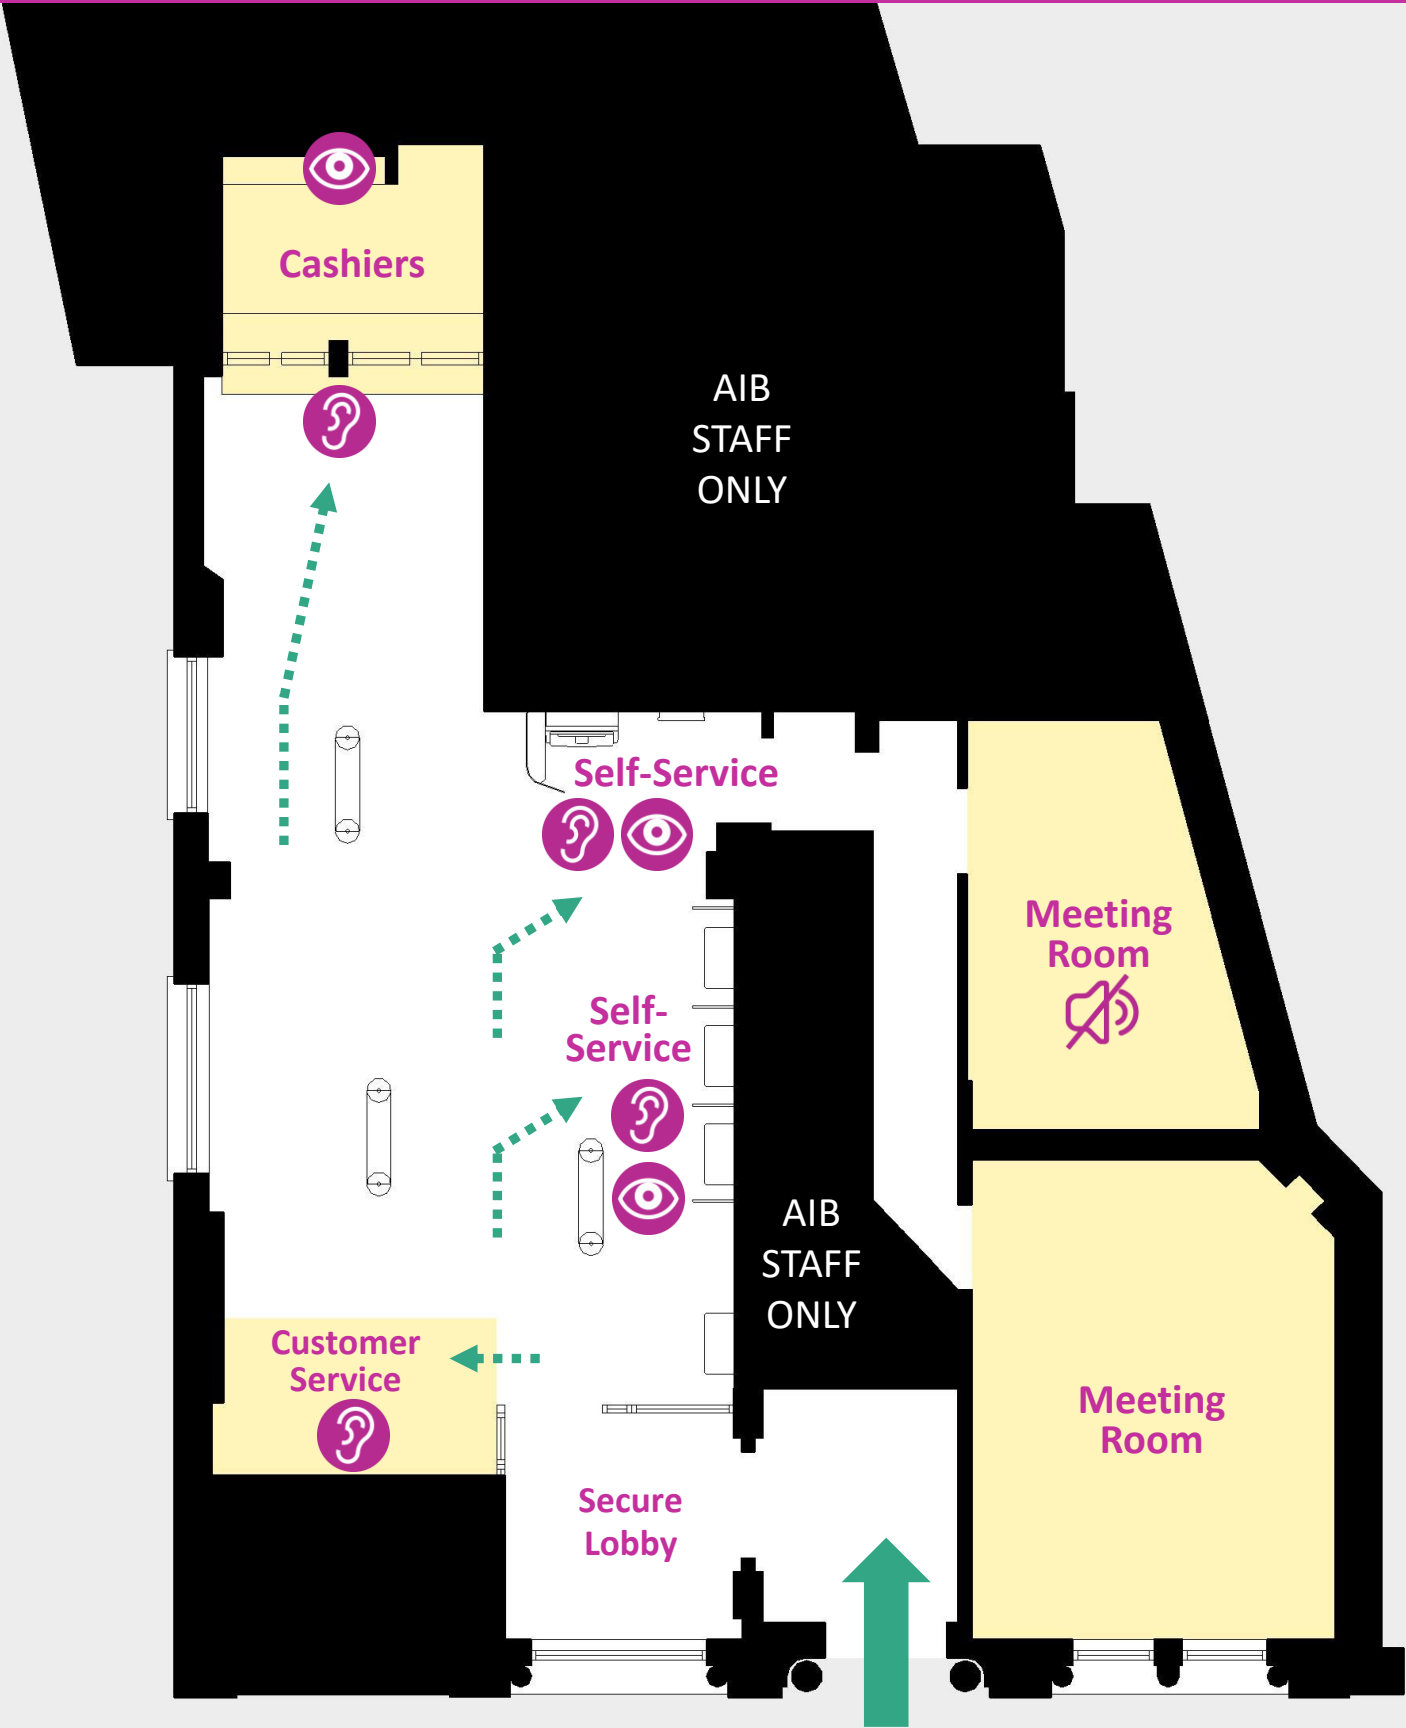 Cashiers
AIB
STAFF
ONLY
Self-Service
Meeting
Room
Self-
Service
AIB
STAFF
ONLY
Customer
Service
Meeting
Room
Secure
Lobby